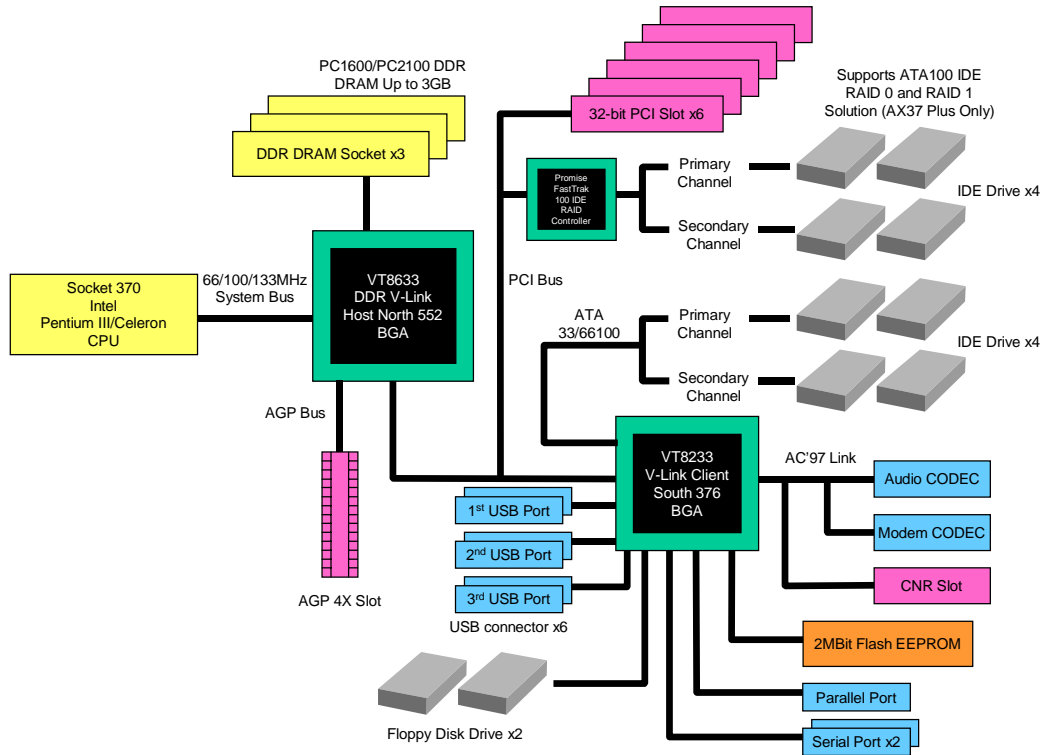 PC1600/PC2100 DDR
DRAM Up to 3GB
DDR DRAM Socket x3
32-bit PCI Slot x6
Supports ATA100 IDE
RAID 0 and RAID 1
Solution (AX37 Plus Only)
Promise
FastTrak
100 IDE
RAID
Controller
Primary
Channel
Secondary
Channel
IDE Drive x4
Socket 370
Intel
Pentium III/Celeron
CPU
66/100/133MHz
System Bus
VT8633
DDR V-Link
Host North 552
BGA
PCI Bus
ATA
33/66100
Primary
Channel
Secondary
Channel
IDE Drive x4
AGP Bus
AGP 4X Slot
VT8233
V-Link Client
South 376
BGA
AC'97 Link
Audio CODEC
Modem CODEC
CNR Slot
1st USB Port
2nd USB Port
3rd USB Port
USB connector x6
2MBit Flash EEPROM
Parallel Port
Serial Port x2
Floppy Disk Drive x2